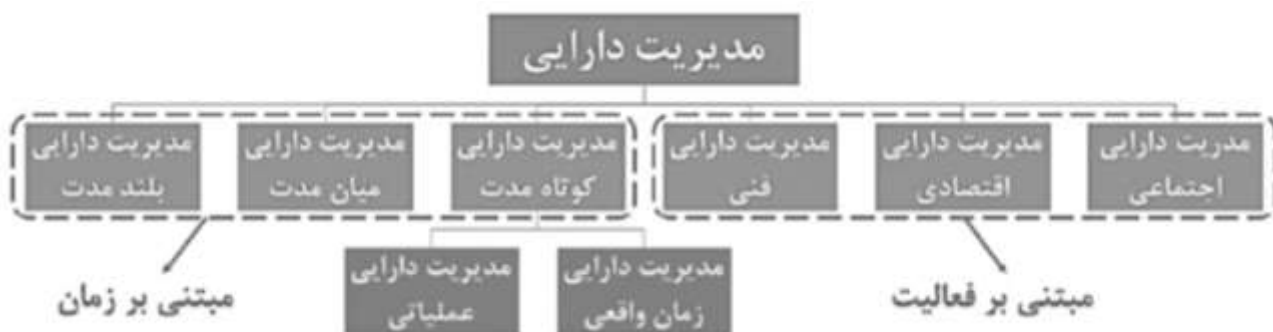 مدیریت دارایی
مدریت دارایی
اجتماعی
مدیریت دارایی
اقتصادی
مدیریت دارایی
فنی
مدیریت دارایی
کوتاه مدت
مدیریت دارایی
میان مدت
مدیریت دارایی
بلند مدت
مدیریت دارایی
زمان واقعی
مدیریت دارایی
عملیاتی
مبتنی بر فعالیت
مبتنی بر زمان